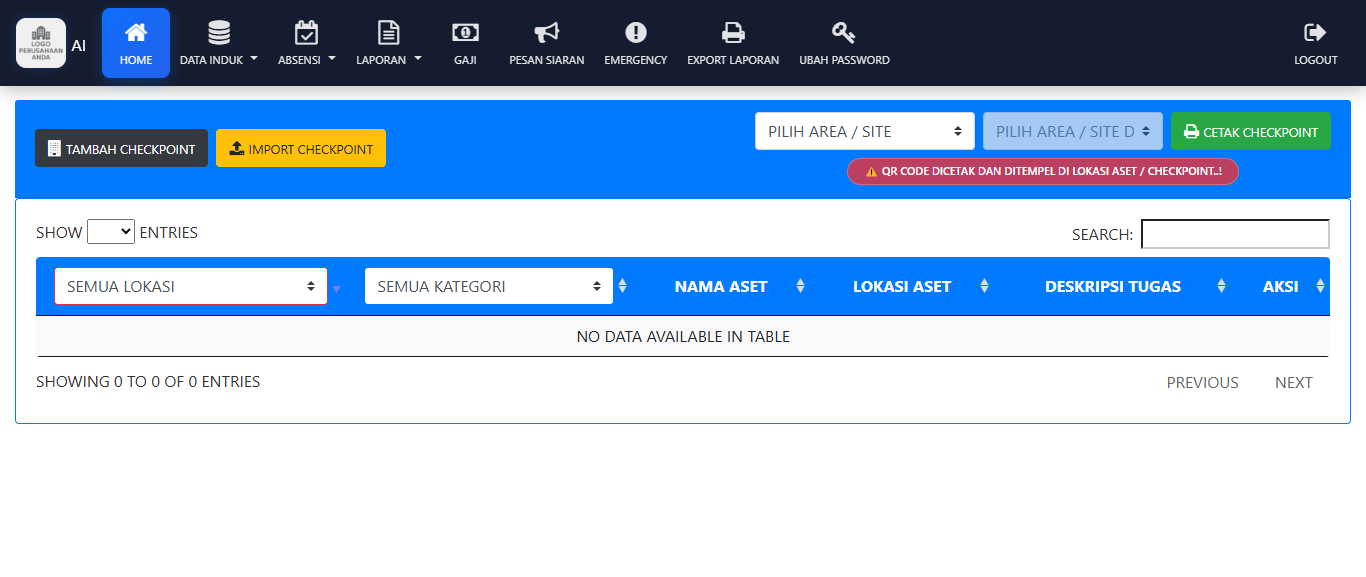 LOGO
PERUSAHAAN
ANDA
AI
HOME
DATA INDUK
ABSENSI
LAPORAN
GAJI
PESAN SIARAN
EMERGENCY
EXPORT LAPORAN
UBAH PASSWORD
LOGOUT
TAMBAH CHECKPOINT
IMPORT CHECKPOINT
PILIH AREA / SITE
PILIH AREA / SITE D
CETAK CHECKPOINT
⚠ QR CODE DICETAK DAN DITEMPEL DI LOKASI ASET / CHECKPOINT..!
SHOW ENTRIES
SEARCH:
SEMUA LOKASI
SEMUA KATEGORI
NAMA ASET
LOKASI ASET
DESKRIPSI TUGAS
AKSI
NO DATA AVAILABLE IN TABLE
SHOWING 0 TO 0 OF 0 ENTRIES
PREVIOUS
NEXT